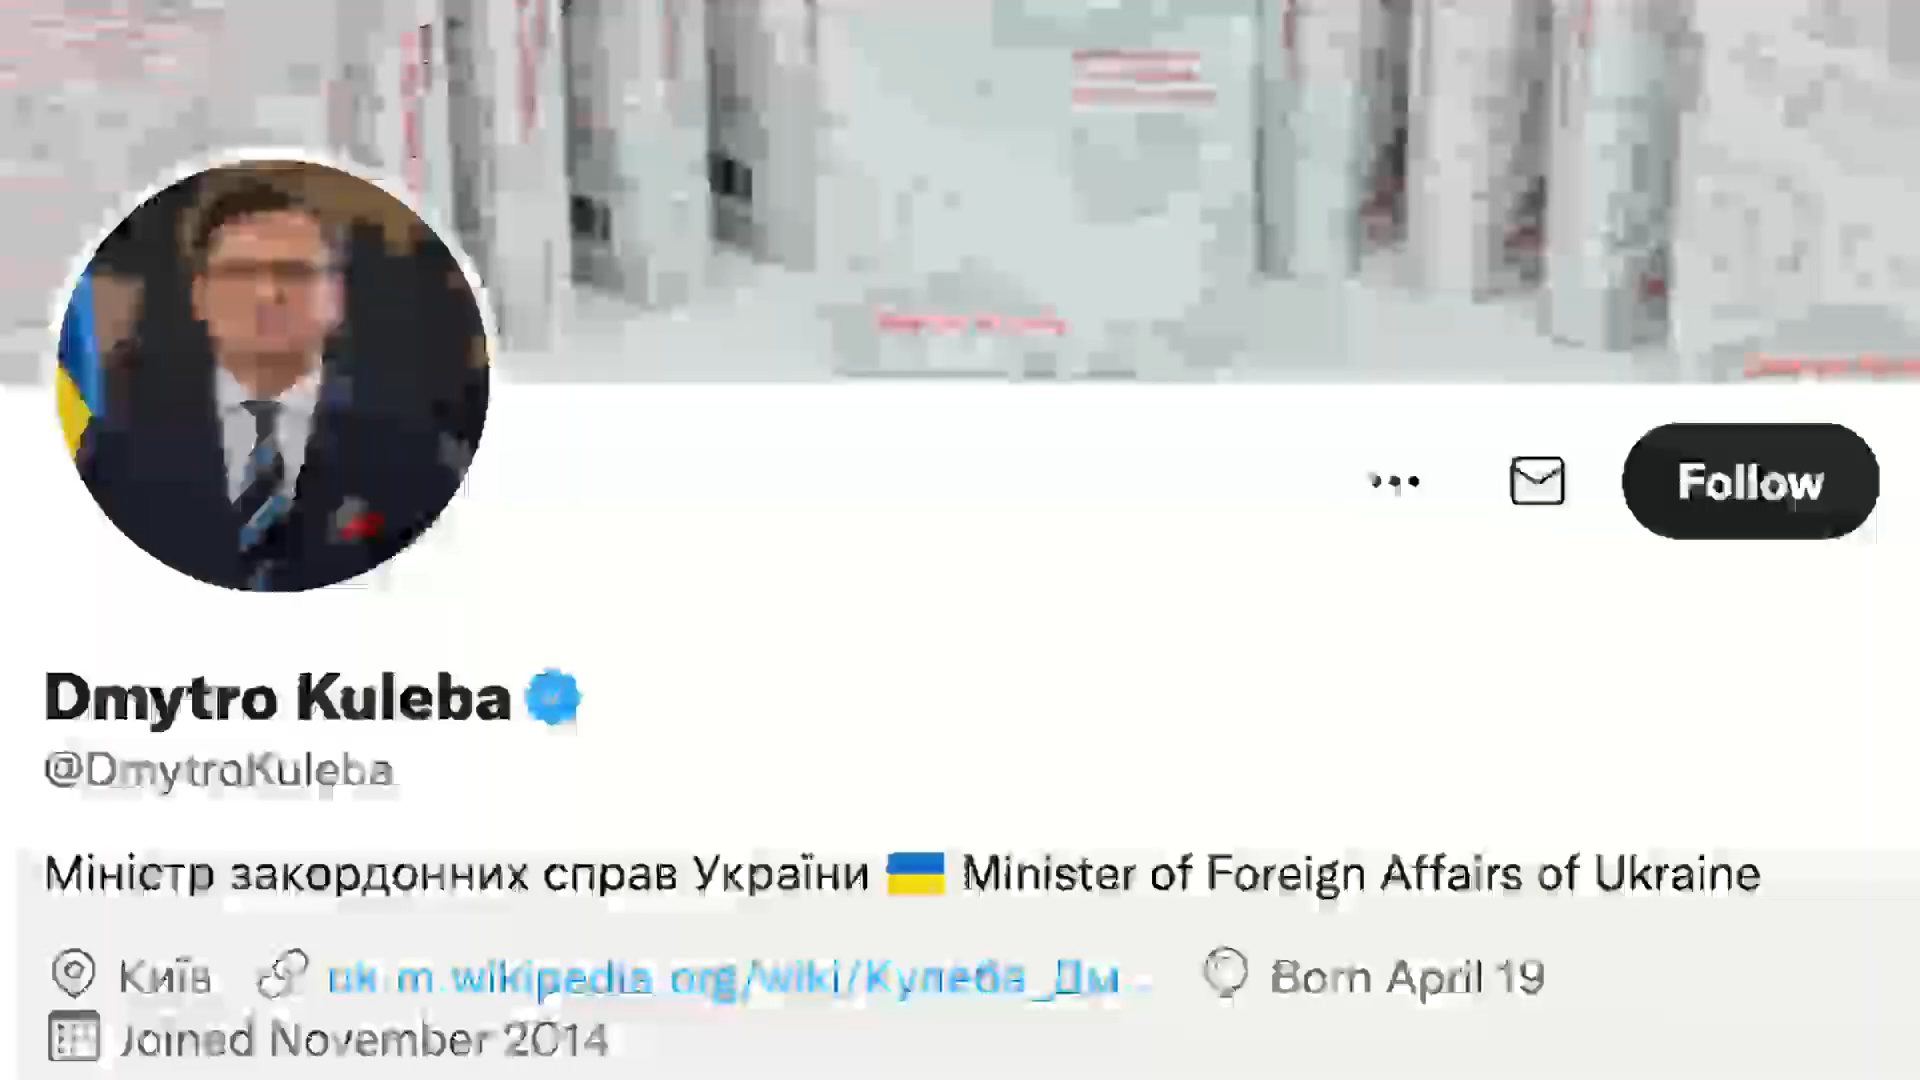 Follow
Dmytro Kuleba
@DmytroKuleba
Міністр закордонних справ України 🇺🇦 Minister of Foreign Affairs of Ukraine
Київ uk.m.wikipedia.org/wiki/Кулеба_Дм... Born April 19
Joined November 2014